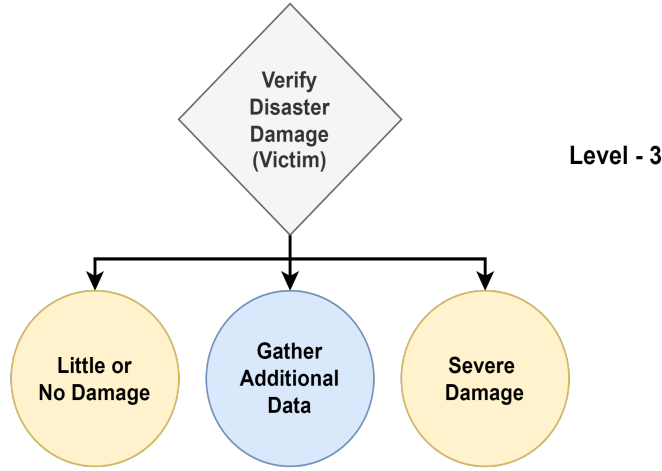 Verify
Disaster
Damage
(Victim)
Level - 3
Little or
No Damage
Gather
Additional
Data
Severe
Damage